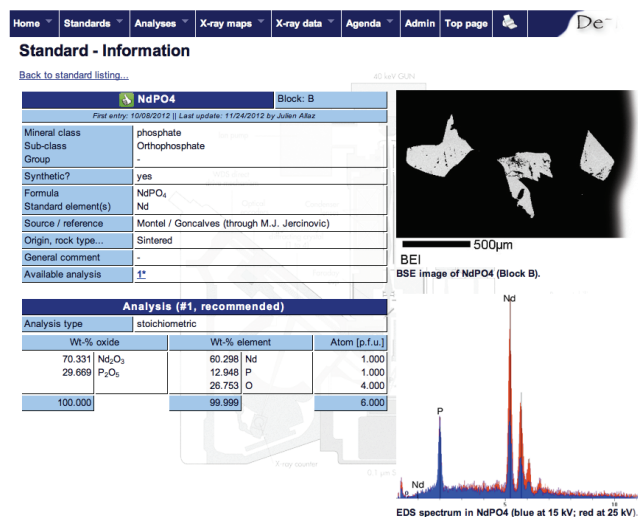 Home Standards Analyses X-ray maps X-ray data Agenda Admin Top page De
Standard - Information
Back to standard listing...
40 keV GUN
NdPO4 Block: B
First entry: 10/08/2012 || Last update: 11/24/2012 by Julien Allaz
Mineral class phosphate
Sub-class Orthophosphate
Group -
Synthetic? yes
Formula NdPO₄
Standard element(s) Nd
Source / reference Montel / Goncalves (through M.J. Jercinovic)
Origin, rock type... Sintered
General comment -
Available analysis 1*
500µm
BEI
BSE image of NdPO4 (Block B).
Analysis (#1, recommended)
Analysis type stoichiometric
Wt-% oxide Wt-% element Atom [p.f.u.]
70.331 Nd₂O₃ 60.298 Nd 1.000
29.669 P₂O₅ 12.948 P 1.000
26.753 O 4.000
100.000 99.999 6.000
Nd
P
Nd
X-ray counter
EDS spectrum in NdPO4 (blue at 15 kV; red at 25 kV)